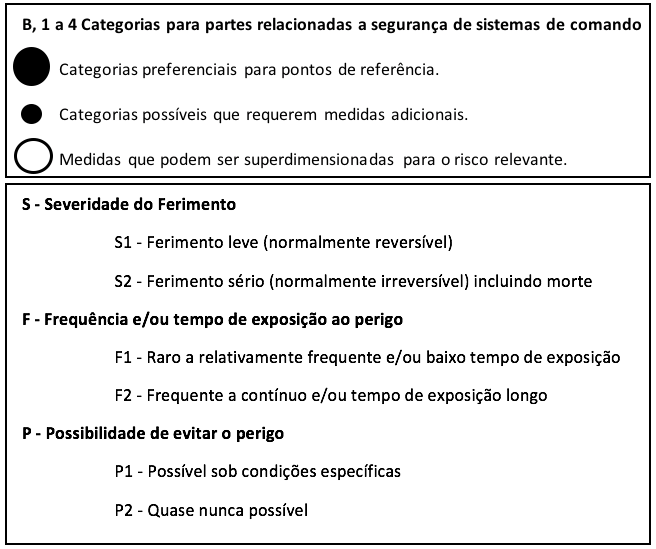 B, 1 a 4 Categorias para partes relacionadas a segurança de sistemas de comando
Categorias preferenciais para pontos de referência.
Categorias possíveis que requerem medidas adicionais.
Medidas que podem ser superdimensionadas para o risco relevante.
S - Severidade do Ferimento
S1 - Ferimento leve (normalmente reversível)
S2 - Ferimento sério (normalmente irreversível) incluindo morte
F - Frequência e/ou tempo de exposição ao perigo
F1 - Raro a relativamente frequente e/ou baixo tempo de exposição
F2 - Frequente a contínuo e/ou tempo de exposição longo
P - Possibilidade de evitar o perigo
P1 - Possível sob condições específicas
P2 - Quase nunca possível